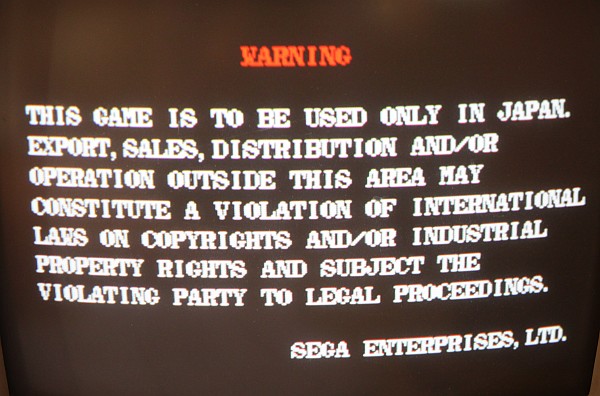 WARNING
THIS GAME IS TO BE USED ONLY IN JAPAN.
EXPORT, SALES, DISTRIBUTION AND/OR
OPERATION OUTSIDE THIS AREA MAY
CONSTITUTE A VIOLATION OF INTERNATIONAL
LAWS ON COPYRIGHTS AND/OR INDUSTRIAL
PROPERTY RIGHTS AND SUBJECT THE
VIOLATING PARTY TO LEGAL PROCEEDINGS.
SEGA ENTERPRISES, LTD.